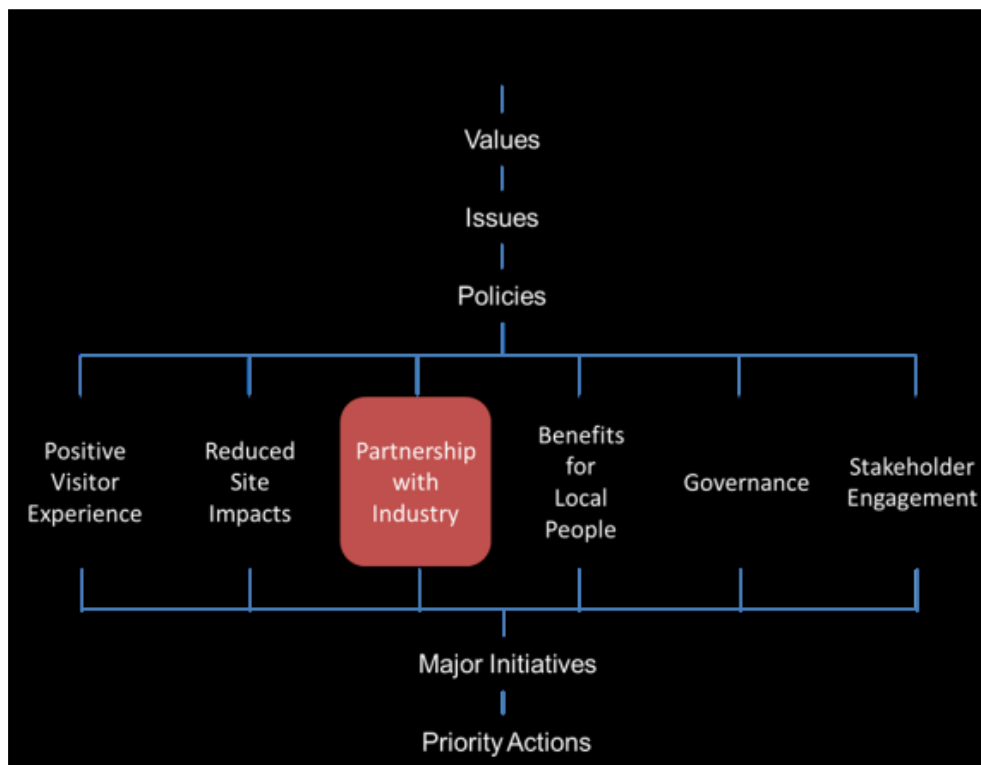 Values
Issues
Policies
Positive
Visitor
Experience
Reduced
Site
Impacts
Partnership
with
Industry
Benefits
for
Local
People
Governance
Stakeholder
Engagement
Major Initiatives
Priority Actions